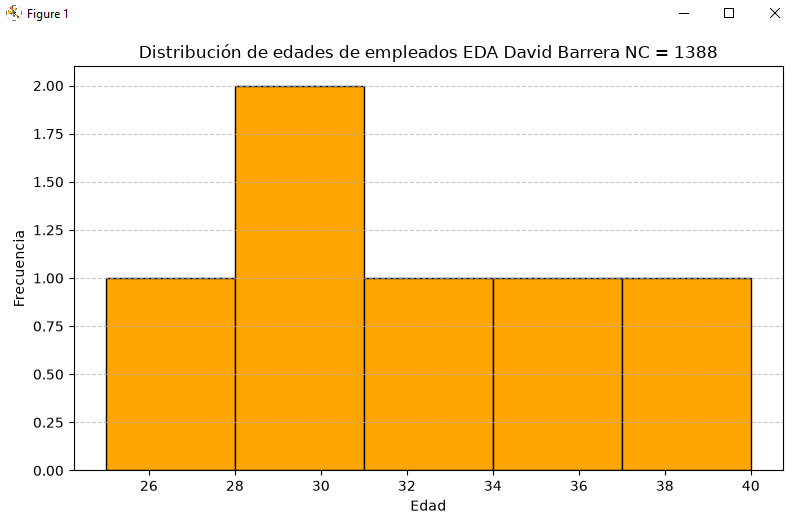 Figure 1
Distribución de edades de empleados EDA David Barrera NC = 1388
2.00
1.75
1.50
1.25
1.00
0.75
0.50
0.25
0.00
Frecuencia
26 28 30 32 34 36 38 40
Edad